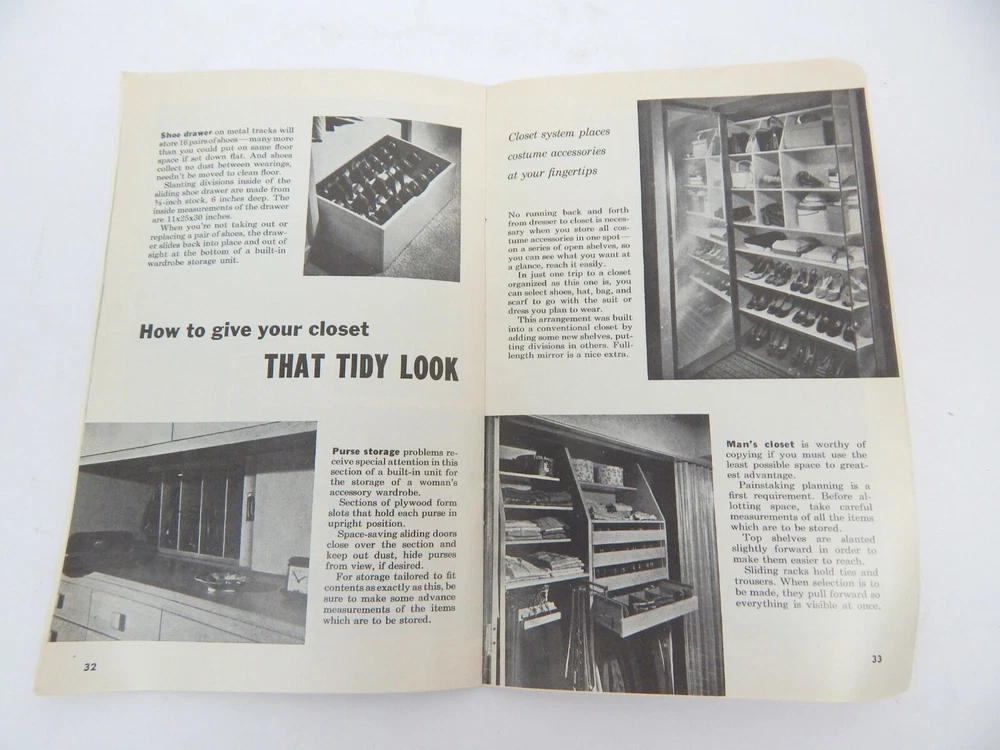 Shoe drawer on metal tracks will
store 16 pairs of shoes—many more
than you could put on same floor
space if set down flat. And shoes
collect no dust between wearings,
needn't be moved to clean floor.
Slanting divisions inside of the
sliding shoe drawer are made from
¾-inch stock, 6 inches deep. The
inside measurements of the drawer
are 11x25x30 inches.
When you're not taking out or
replacing a pair of shoes, the draw-
er slides back into place and out of
sight at the bottom of a built-in
wardrobe storage unit.
How to give your closet
THAT TIDY LOOK
Purse storage problems re-
ceive special attention in this
section of a built-in unit for
the storage of a woman's
accessory wardrobe.
Sections of plywood form
slots that hold each purse in
upright position.
Space-saving sliding doors
close over the section and
keep out dust, hide purses
from view, if desired.
For storage tailored to fit
contents as exactly as this, be
sure to make some advance
measurements of the items
which are to be stored.
32
Closet system places
costume accessories
at your fingertips
No running back and forth
from dresser to closet is neces-
sary when you store all cos-
tume accessories in one spot—
on a series of open shelves, so
you can see what you want at
a glance, reach it easily.
In just one trip to a closet
organized as this one is, you
can select shoes, hat, bag, and
scarf to go with the suit or
dress you plan to wear.
This arrangement was built
into a conventional closet by
adding some new shelves, put-
ting divisions in others. Full-
length mirror is a nice extra.
Man's closet is worthy of
copying if you must use the
least possible space to great-
est advantage.
Painstaking planning is a
first requirement. Before al-
lotting space, take careful
measurements of all the items
which are to be stored.
Top shelves are slanted
slightly forward in order to
make them easier to reach.
Sliding racks hold ties and
trousers. When selection is to
be made, they pull forward so
everything is visible at once.
33